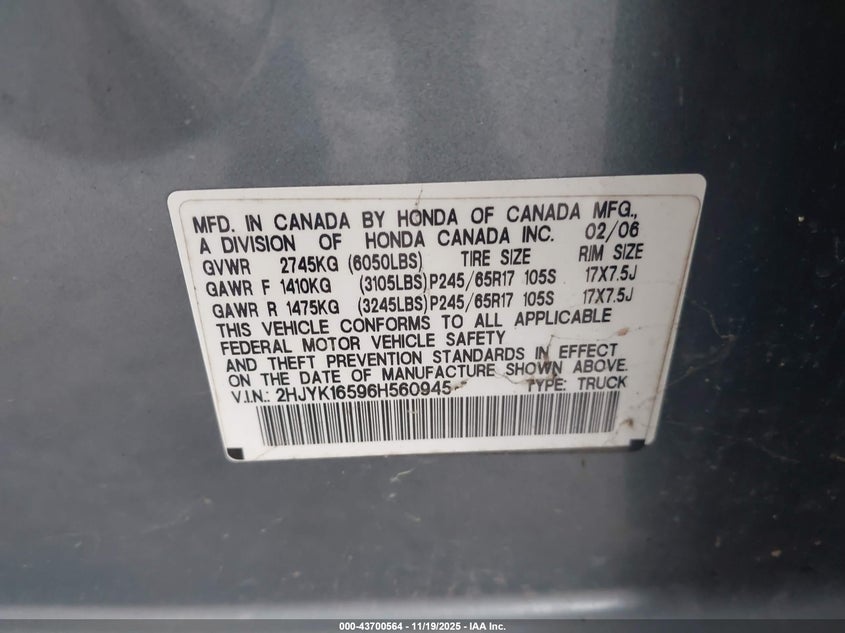 MFD. IN CANADA BY HONDA OF CANADA MFG.,
A DIVISION OF HONDA CANADA INC. 02/06
GVWR 2745KG (6050LBS) TIRE SIZE RIM SIZE
GAWR F 1410KG (3105LBS) P245/65R17 105S 17X7.5J
GAWR R 1475KG (3245LBS) P245/65R17 105S 17X7.5J
THIS VEHICLE CONFORMS TO ALL APPLICABLE
FEDERAL MOTOR VEHICLE SAFETY
AND THEFT PREVENTION STANDARDS IN EFFECT
ON THE DATE OF MANUFACTURE SHOWN ABOVE.
V.I.N.: 2HJYK16596H560945 TYPE: TRUCK
000-43700564 - 11/19/2025 - IAA Inc.